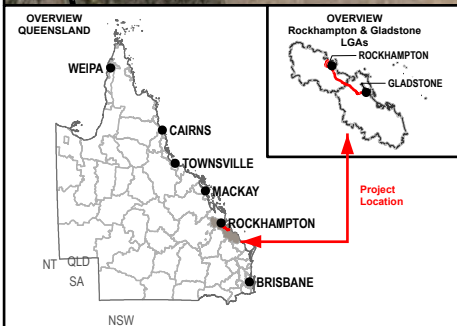 OVERVIEW
QUEENSLAND
WEIPA
CAIRNS
TOWNSVILLE
MACKAY
ROCKHAMPTON
BRISBANE
NT
QLD
SA
NSW
OVERVIEW
Rockhampton & Gladstone
LGAs
ROCKHAMPTON
GLADSTONE
Project
Location